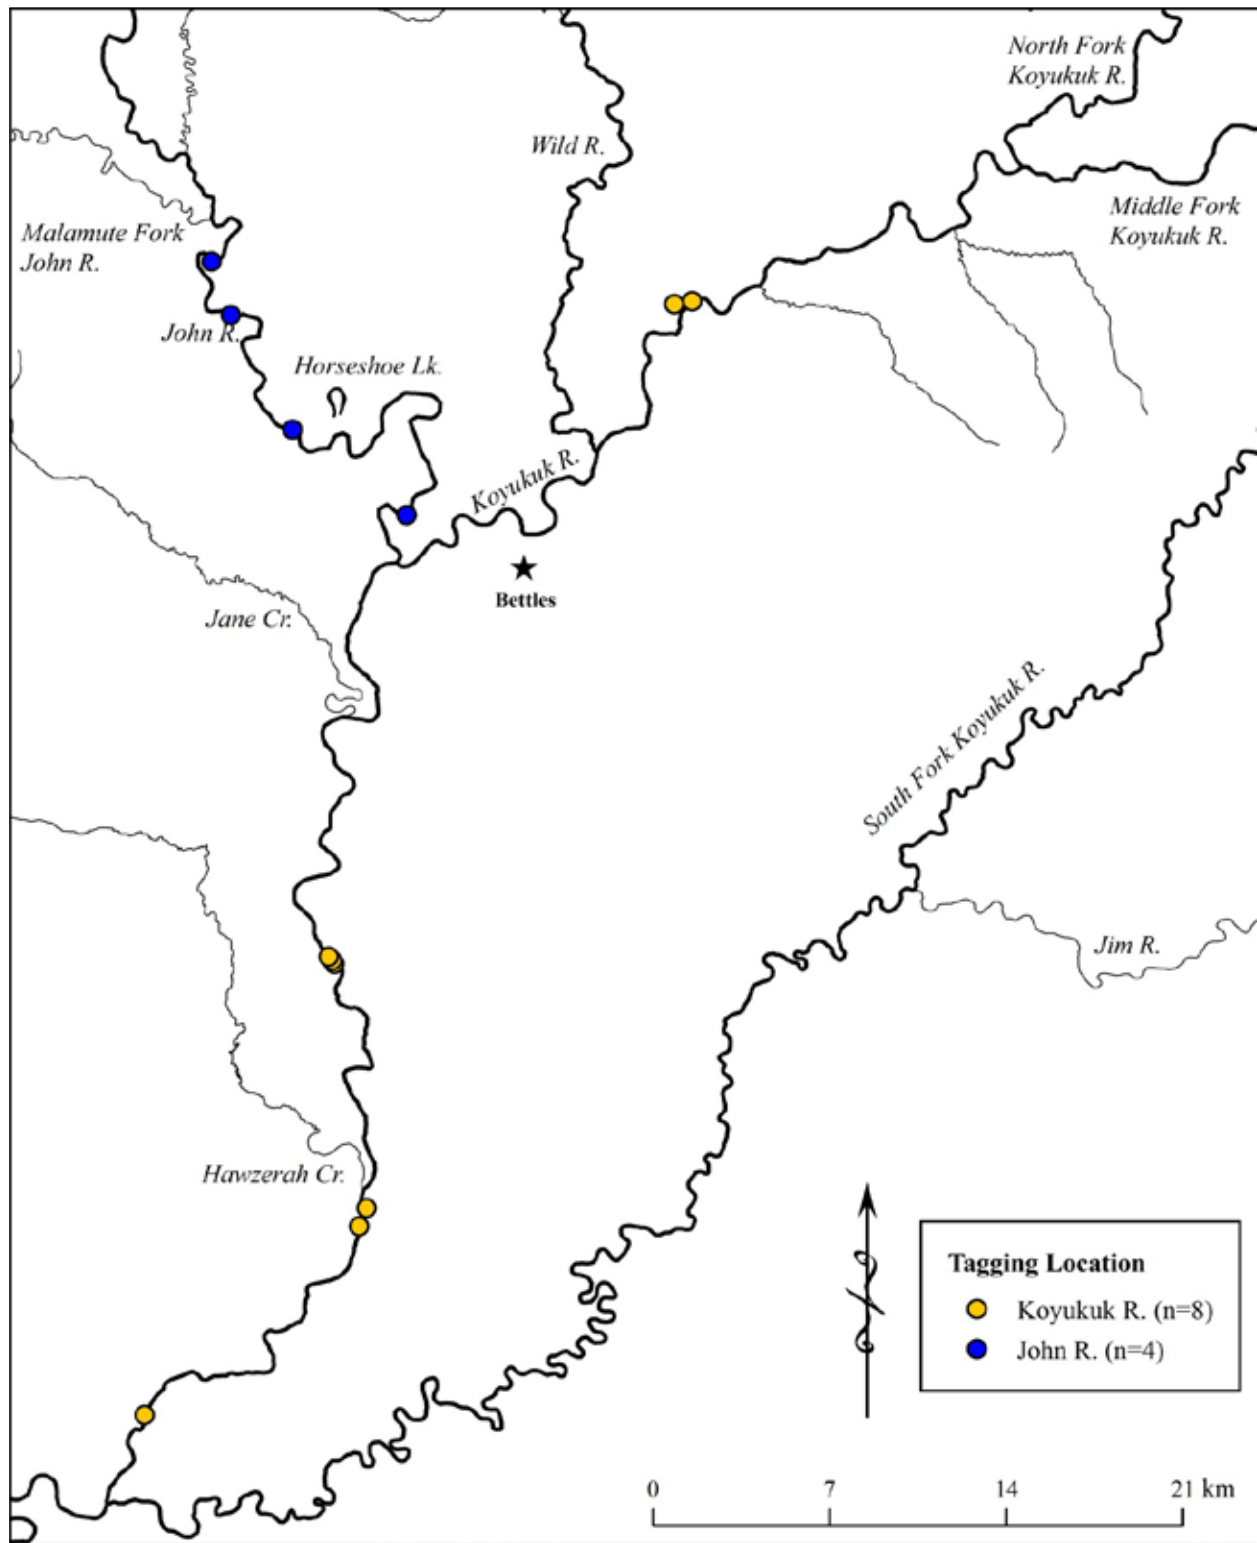 North Fork
Koyukuk R.
Wild R.
Middle Fork
Koyukuk R.
Malamute Fork
John R.
John R.
Horseshoe Lk.
Koyukuk R.
Bettles
Jane Cr.
South Fork Koyukuk R.
Jim R.
Hawzerah Cr.
Tagging Location
Koyukuk R. (n=8)
John R. (n=4)
0 7 14 21 km